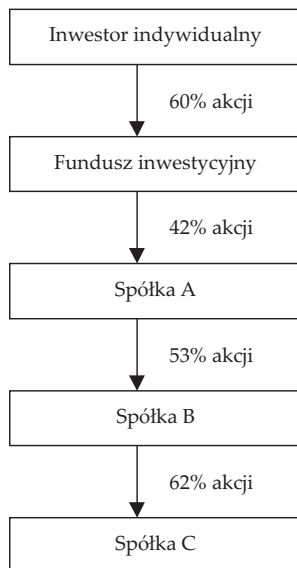 Inwestor indywidualny
60% akcji
Fundusz inwestycyjny
42% akcji
Spółka A
53% akcji
Spółka B
62% akcji
Spółka C